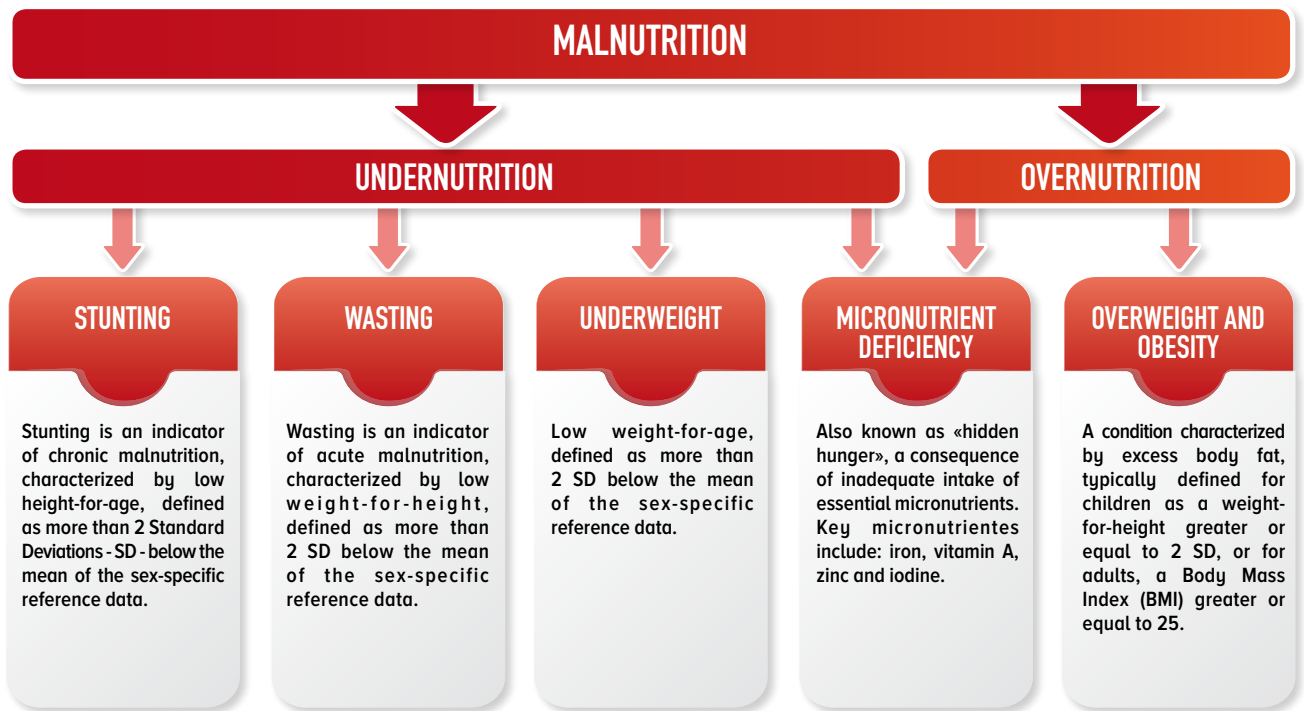 MALNUTRITION
UNDERNUTRITION
OVERNUTRITION
STUNTING
Stunting is an indicator
of chronic malnutrition,
characterized by low
height-for-age, defined
as more than 2 Standard
Deviations - SD - below the
mean of the sex-specific
reference data.
WASTING
Wasting is an indicator
of acute malnutrition,
characterized by low
weight-for-height,
defined as more than
2 SD below the mean
of the sex-specific
reference data.
UNDERWEIGHT
Low weight-for-age,
defined as more than
2 SD below the mean
of the sex-specific
reference data.
MICRONUTRIENT
DEFICIENCY
Also known as «hidden
hunger», a consequence
of inadequate intake of
essential micronutrients.
Key micronutrientes
include: iron, vitamin A,
zinc and iodine.
OVERWEIGHT AND
OBESITY
A condition characterized
by excess body fat,
typically defined for
children as a weight-
for-height greater or
equal to 2 SD, or for
adults, a Body Mass
Index (BMI) greater or
equal to 25.